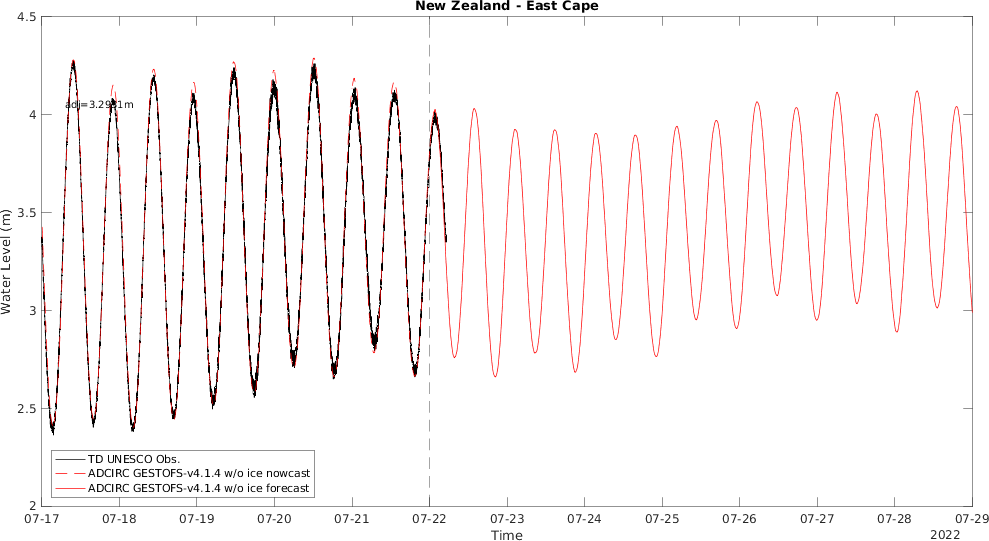 New Zealand - East Cape
4.5
4
3.5
3
2.5
2
Water Level (m)
adj=3.2931m
TD UNESCO Obs.
ADCIRC GESTOFS-v4.1.4 w/o ice nowcast
ADCIRC GESTOFS-v4.1.4 w/o ice forecast
07-17 07-18 07-19 07-20 07-21 07-22 07-23 07-24 07-25 07-26 07-27 07-28 07-29
Time
2022